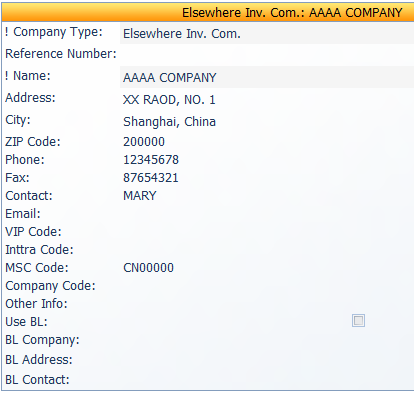 Elsewhere Inv. Com.: AAAA COMPANY
! Company Type: Elsewhere Inv. Com.
Reference Number:
! Name: AAAA COMPANY
Address: XX RAOD, NO. 1
City: Shanghai, China
ZIP Code: 200000
Phone: 12345678
Fax: 87654321
Contact: MARY
Email:
VIP Code:
Inttra Code:
MSC Code: CN00000
Company Code:
Other Info:
Use BL:
BL Company:
BL Address:
BL Contact: